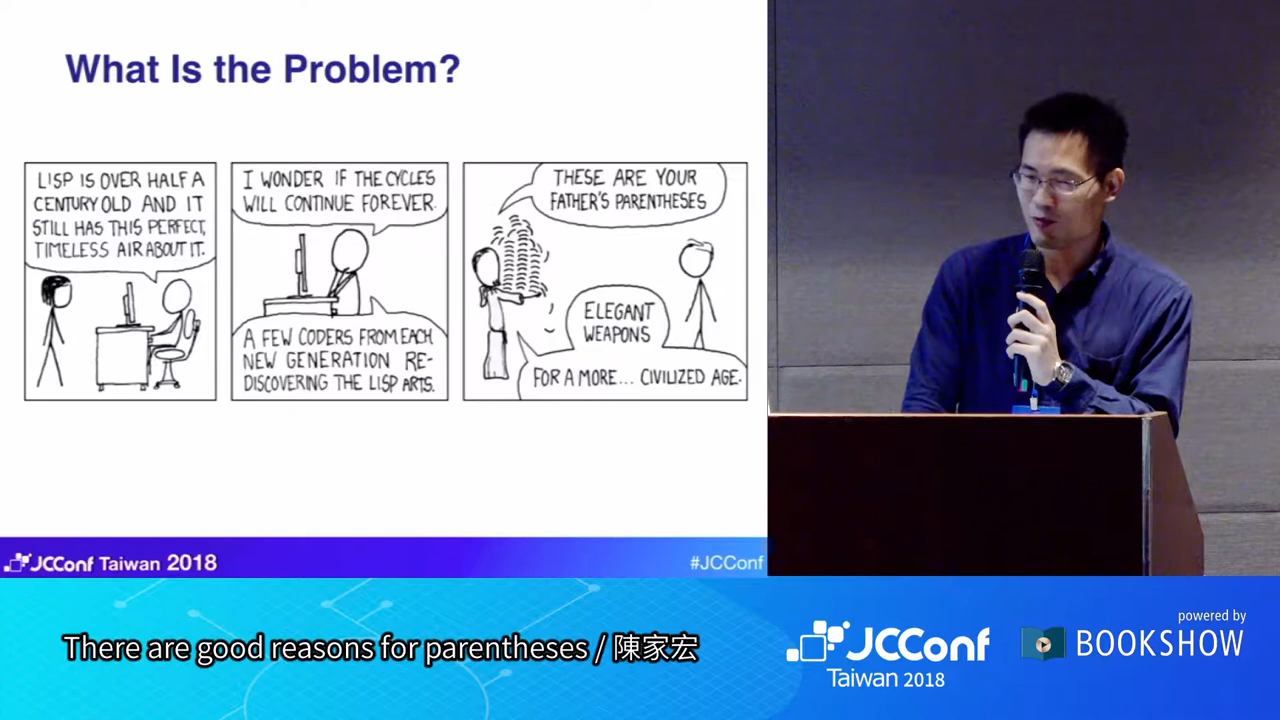 What Is the Problem?
LISP IS OVER HALF A
CENTURY OLD AND IT
STILL HAS THIS PERFECT,
TIMELESS AIR ABOUT IT.
I WONDER IF THE CYCLES
WILL CONTINUE FOREVER.
A FEW CODERS FROM EACH
NEW GENERATION RE-
DISCOVERING THE LISP ARTS.
THESE ARE YOUR
FATHER'S PARENTHESES
ELEGANT
WEAPONS
FOR A MORE... CIVILIZED AGE.
JCConf Taiwan 2018
#JCConf
There are good reasons for parentheses / 陳家宏
JCConf
Taiwan 2018
powered by
BOOKSHOW